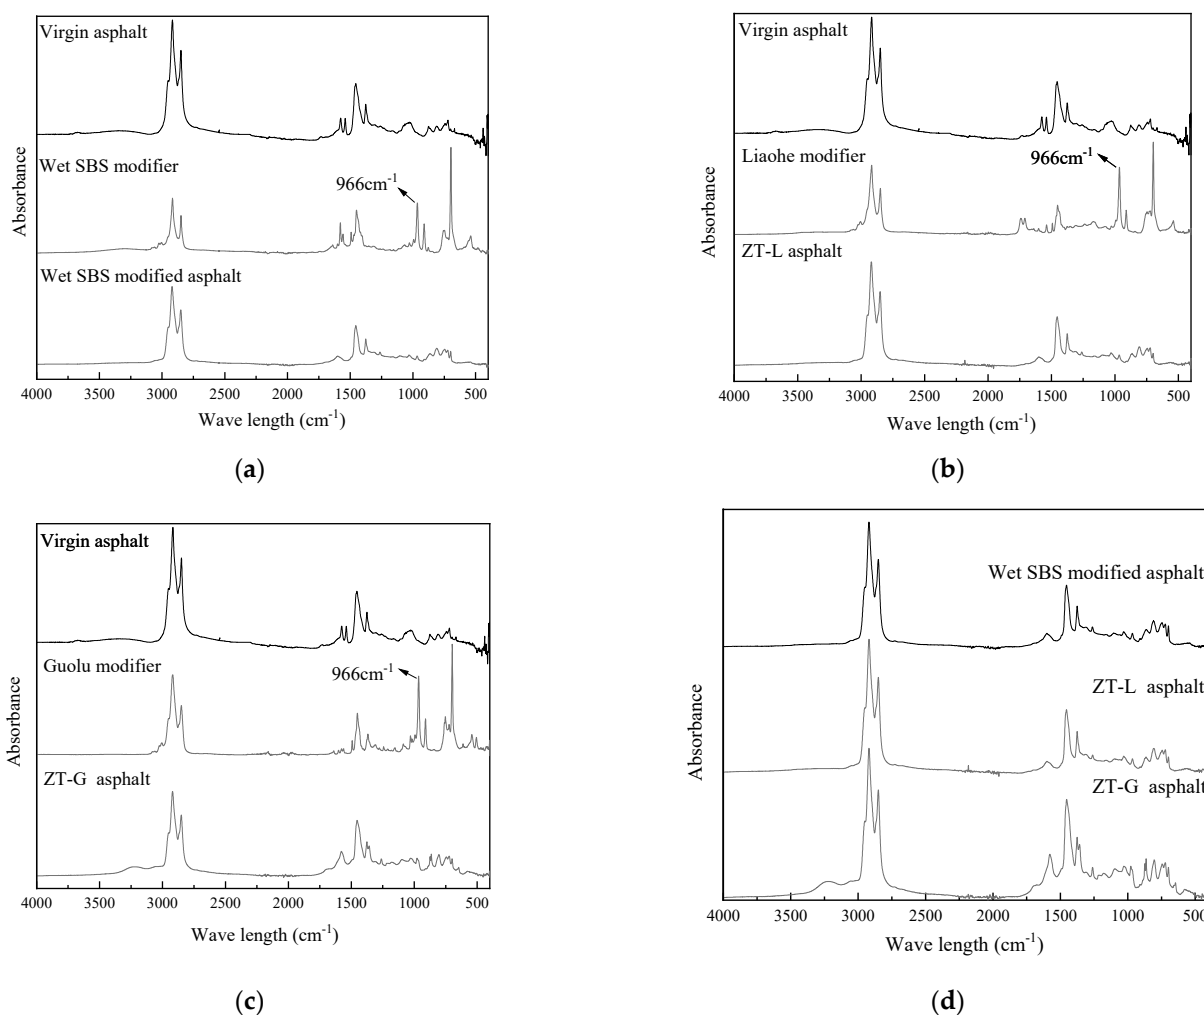 Virgin asphalt
Wet SBS modifier
966cm-1
Wet SBS modified asphalt
Absorbance
4000 3500 3000 2500 2000 1500 1000 500
Wave length (cm-1)
(a)
Virgin asphalt
Liaohe modifier
966cm-1
ZT-L asphalt
Absorbance
4000 3500 3000 2500 2000 1500 1000 500
Wave length (cm-1)
(b)
Virgin asphalt
Guolu modifier
966cm-1
ZT-G asphalt
Absorbance
4000 3500 3000 2500 2000 1500 1000 500
Wave length (cm-1)
(c)
Wet SBS modified asphalt
ZT-L asphalt
ZT-G asphalt
Absorbance
4000 3500 3000 2500 2000 1500 1000 500
Wave length (cm-1)
(d)